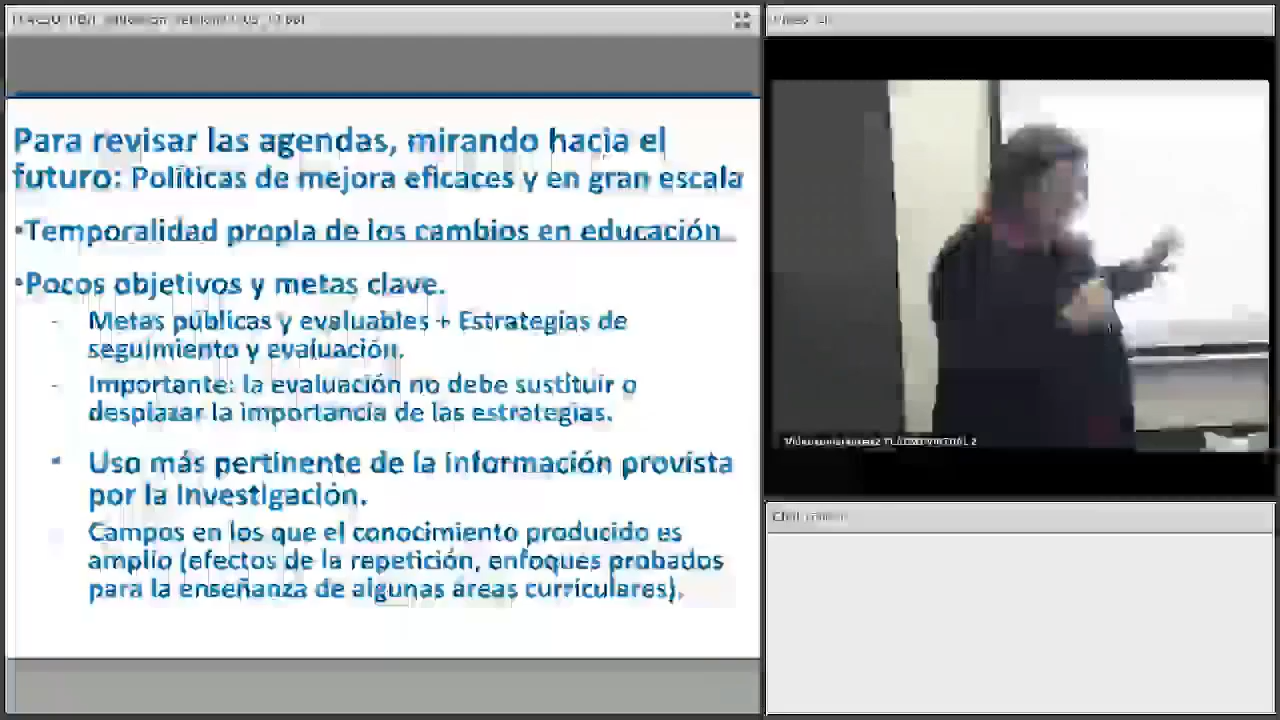 Para revisar las agendas, mirando hacia el
futuro: Políticas de mejora eficaces y en gran escala
•Temporalidad propia de los cambios en educación
•Pocos objetivos y metas clave.
- Metas públicas y evaluables + Estrategias de
seguimiento y evaluación.
- Importante: la evaluación no debe sustituir o
desplazar la importancia de las estrategias.
• Uso más pertinente de la información provista
por la investigación.
Campos en los que el conocimiento producido es
amplio (efectos de la repetición, enfoques probados
para la enseñanza de algunas áreas curriculares).